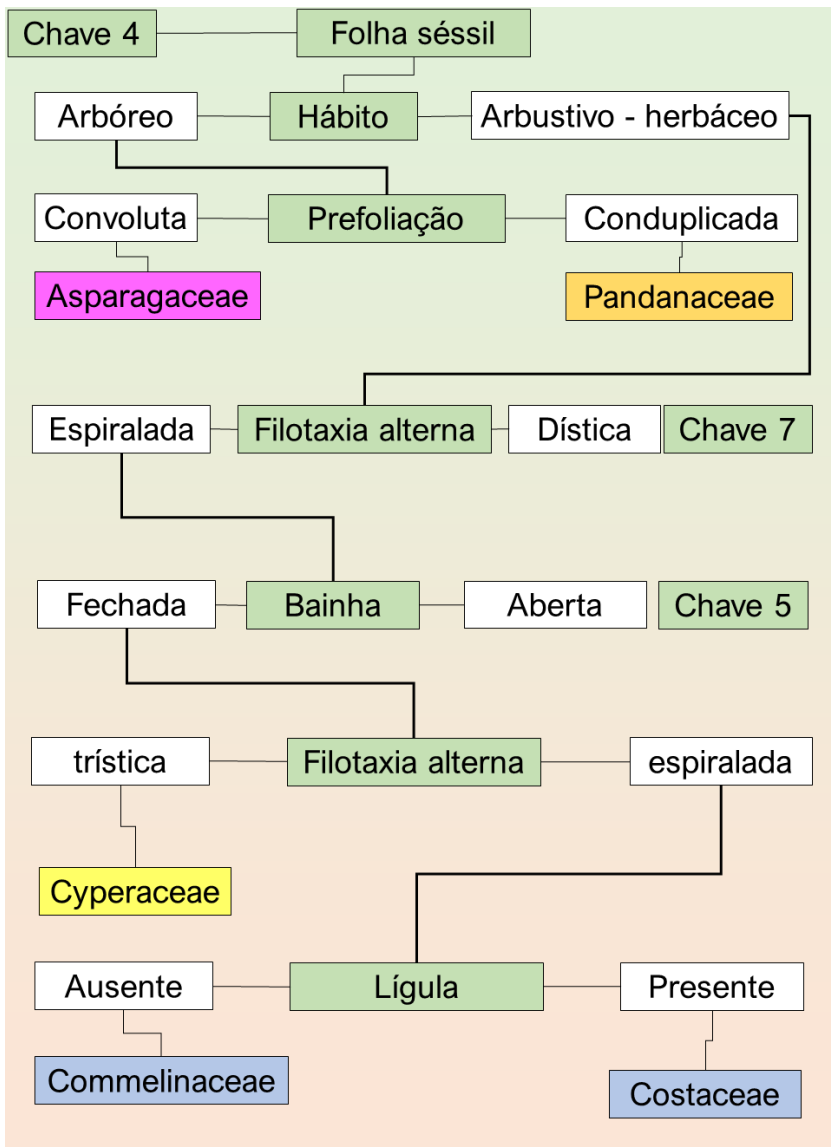 Chave 4
Folha séssil
Arbóreo
Hábito
Arbustivo - herbáceo
Convoluta
Prefoliação
Conduplicada
Asparagaceae
Pandanaceae
Espiralada
Filotaxia alterna
Dística
Chave 7
Fechada
Bainha
Aberta
Chave 5
trística
Filotaxia alterna
espiralada
Cyperaceae
Ausente
Lígula
Presente
Commelinaceae
Costaceae